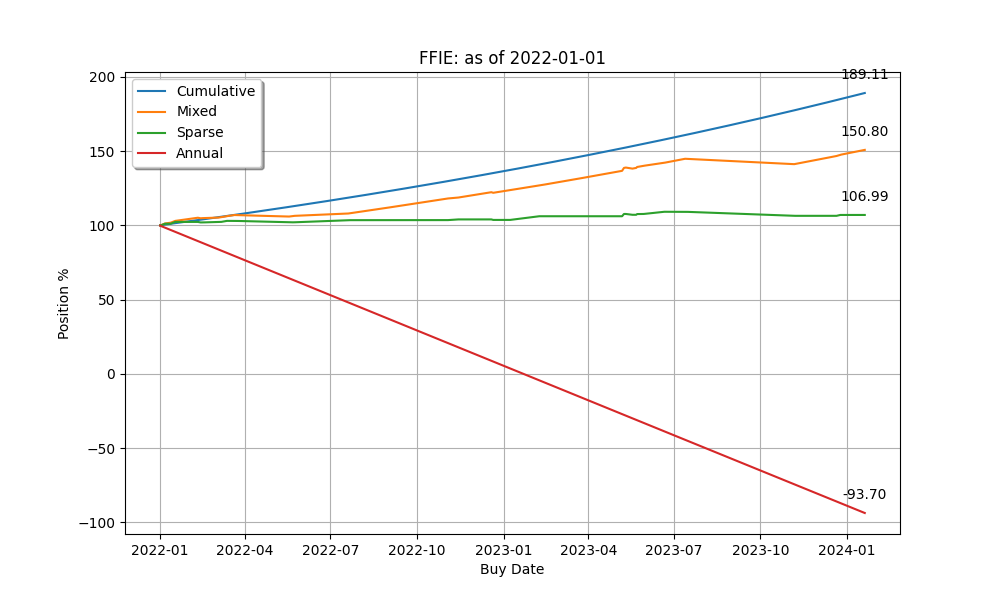 FFIE: as of 2022-01-01
200
150
100
50
0
−50
−100
Position %
Cumulative
Mixed
Sparse
Annual
189.11
150.80
106.99
-93.70
2022-01
2022-04
2022-07
2022-10
2023-01
2023-04
2023-07
2023-10
2024-01
Buy Date